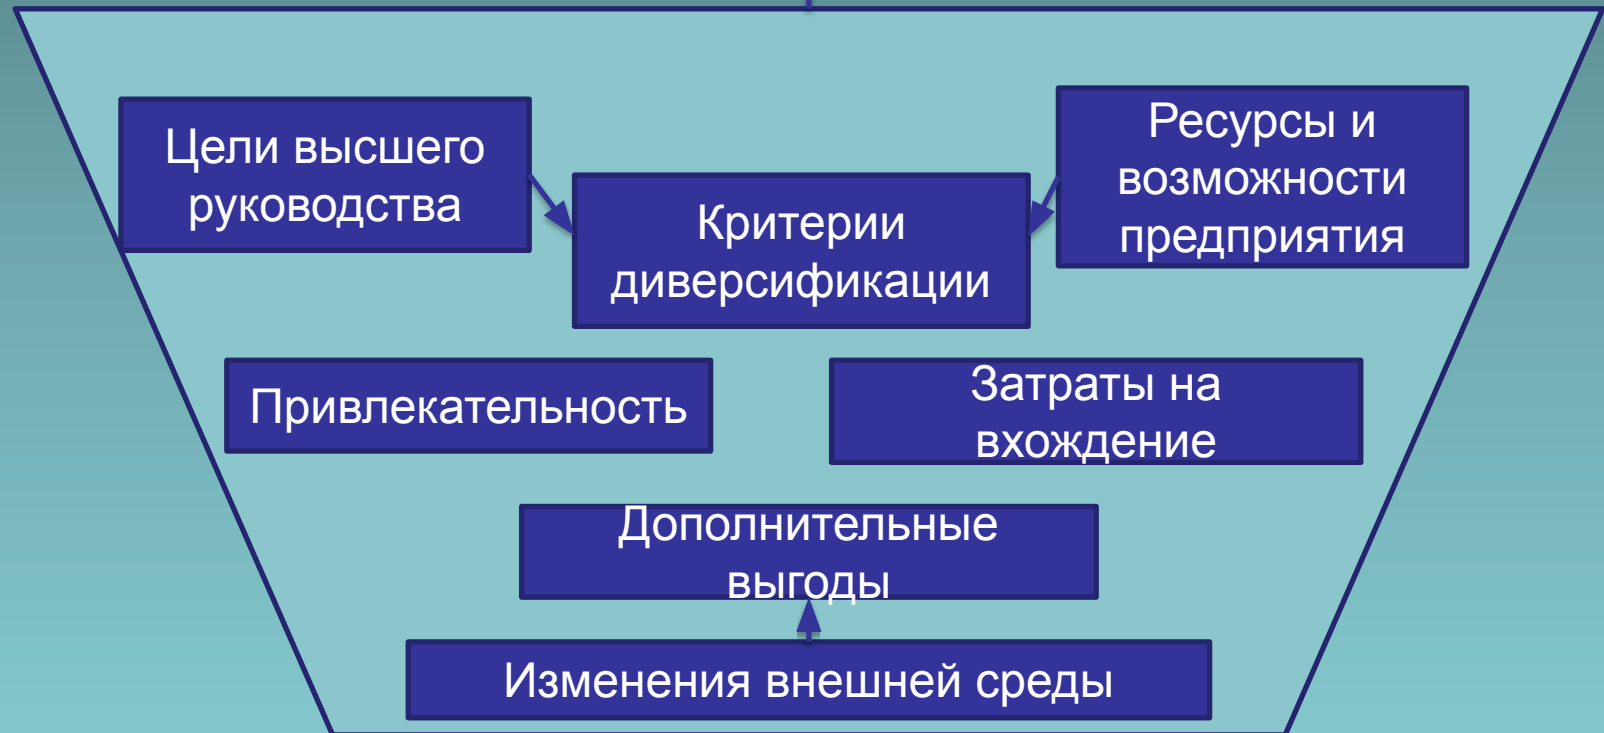 Цели высшего
руководства
Ресурсы и
возможности
предприятия
Критерии
диверсификации
Привлекательность
Затраты на
вхождение
Дополнительные
выгоды
Изменения внешней среды